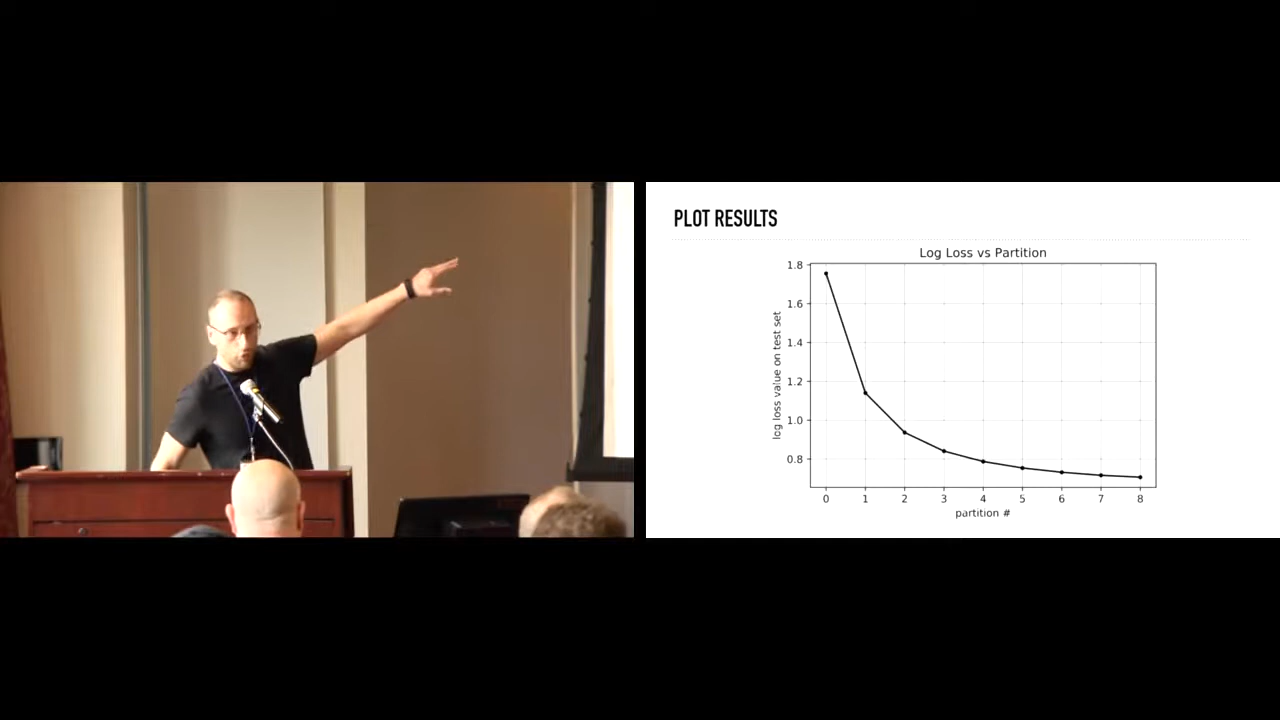 PLOT RESULTS
Log Loss vs Partition
1.8
1.6
1.4
1.2
1.0
0.8
log loss value on test set
0 1 2 3 4 5 6 7 8
partition #